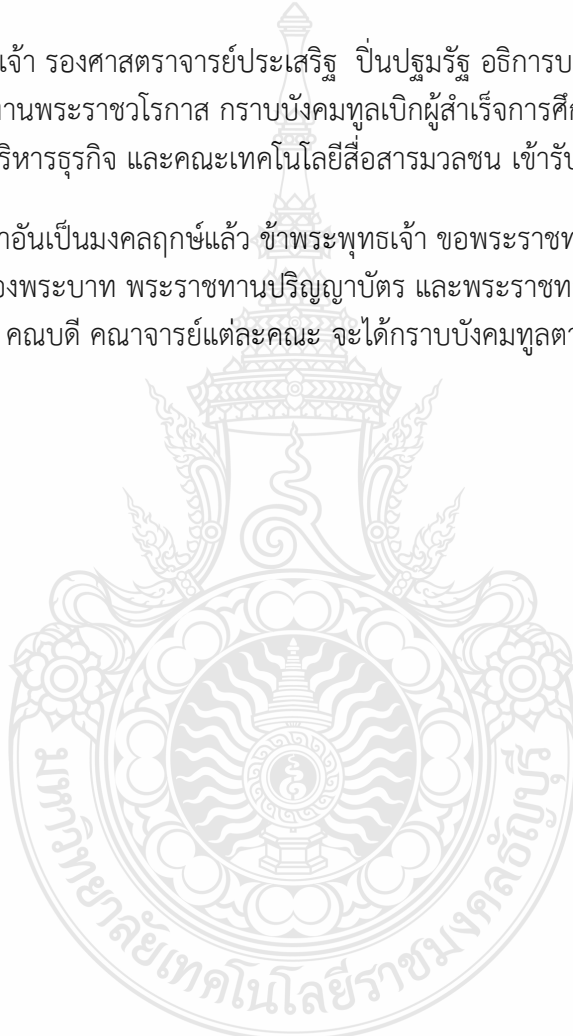 เจ้า รองศาสตราจารย์ประเสริฐ ปิ่นปฐมรัฐ อธิการบ
านพระราชวโรกาส กราบบังคมทูลเบิกผู้สำเร็จการศึก
ริหารธุรกิจ และคณะเทคโนโลยีสื่อสารมวลชน เข้ารับ
าอันเป็นมงคลฤกษ์แล้ว ข้าพระพุทธเจ้า ขอพระราชท
องพระบาท พระราชทานปริญญาบัตร และพระราชท
คณบดี คณาจารย์แต่ละคณะ จะได้กราบบังคมทูลตา
มหาวิทยาลัยเทคโนโลยีราชมงคลธัญบุรี